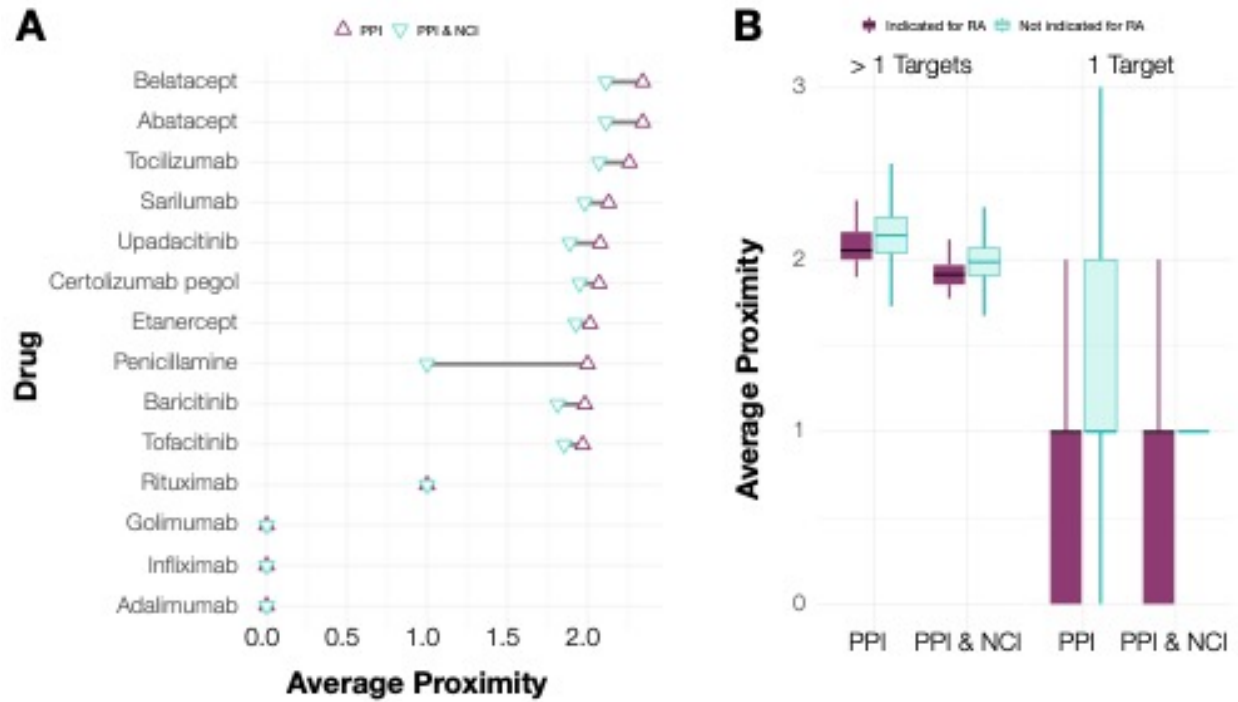 A
PPI PPI & NCI
Belatacept
Abatacept
Tocilizumab
Sarilumab
Upadacitinib
Certolizumab pegol
Etanercept
Penicillamine
Baricitinib
Tofacitinib
Rituximab
Golimumab
Infliximab
Adalimumab
Drug
0.0 0.5 1.0 1.5 2.0
Average Proximity
B
Indicated for RA Not indicated for RA
> 1 Targets 1 Target
3
2
1
0
Average Proximity
PPI PPI & NCI PPI PPI & NCI